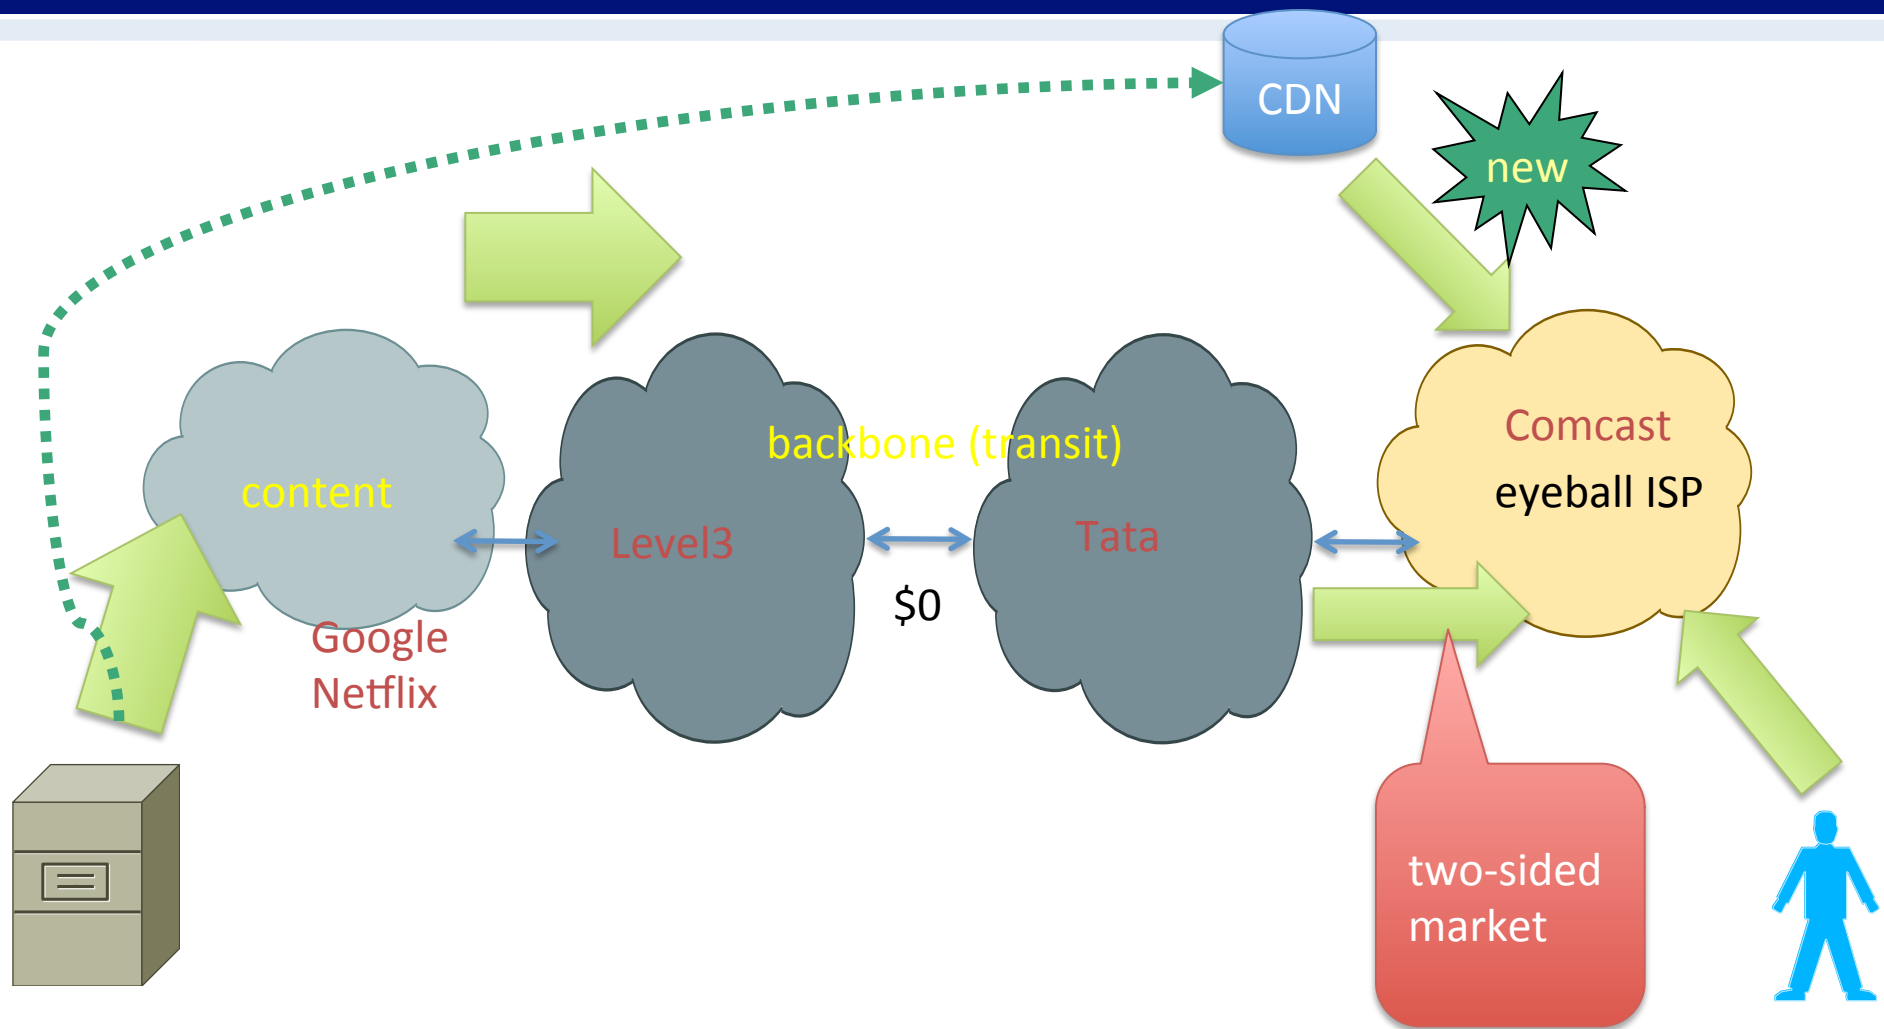 CDN
new
content
Google
Netflix
backbone (transit)
Level3
$0
Tata
Comcast
eyeball ISP
two-sided
market